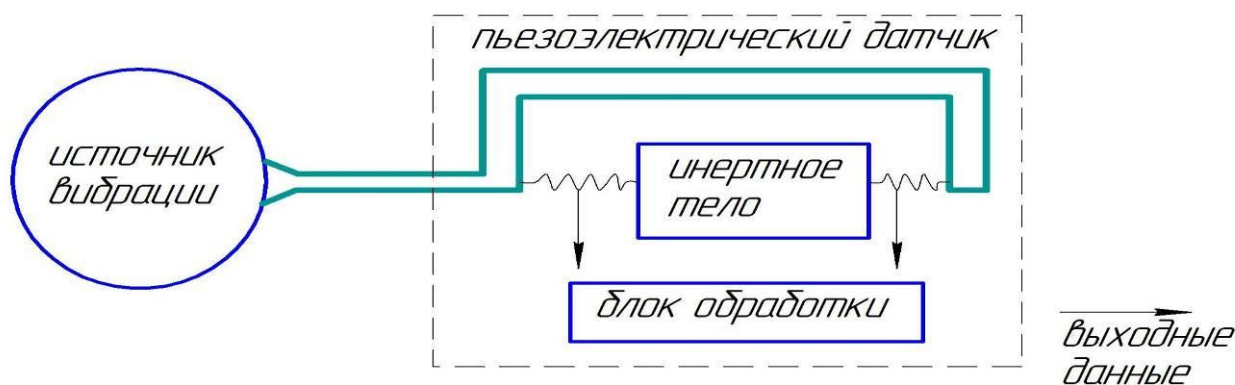 пьезоэлектрический датчик
источник
вибрации
инертное
тело
блок обработки
выходные
данные